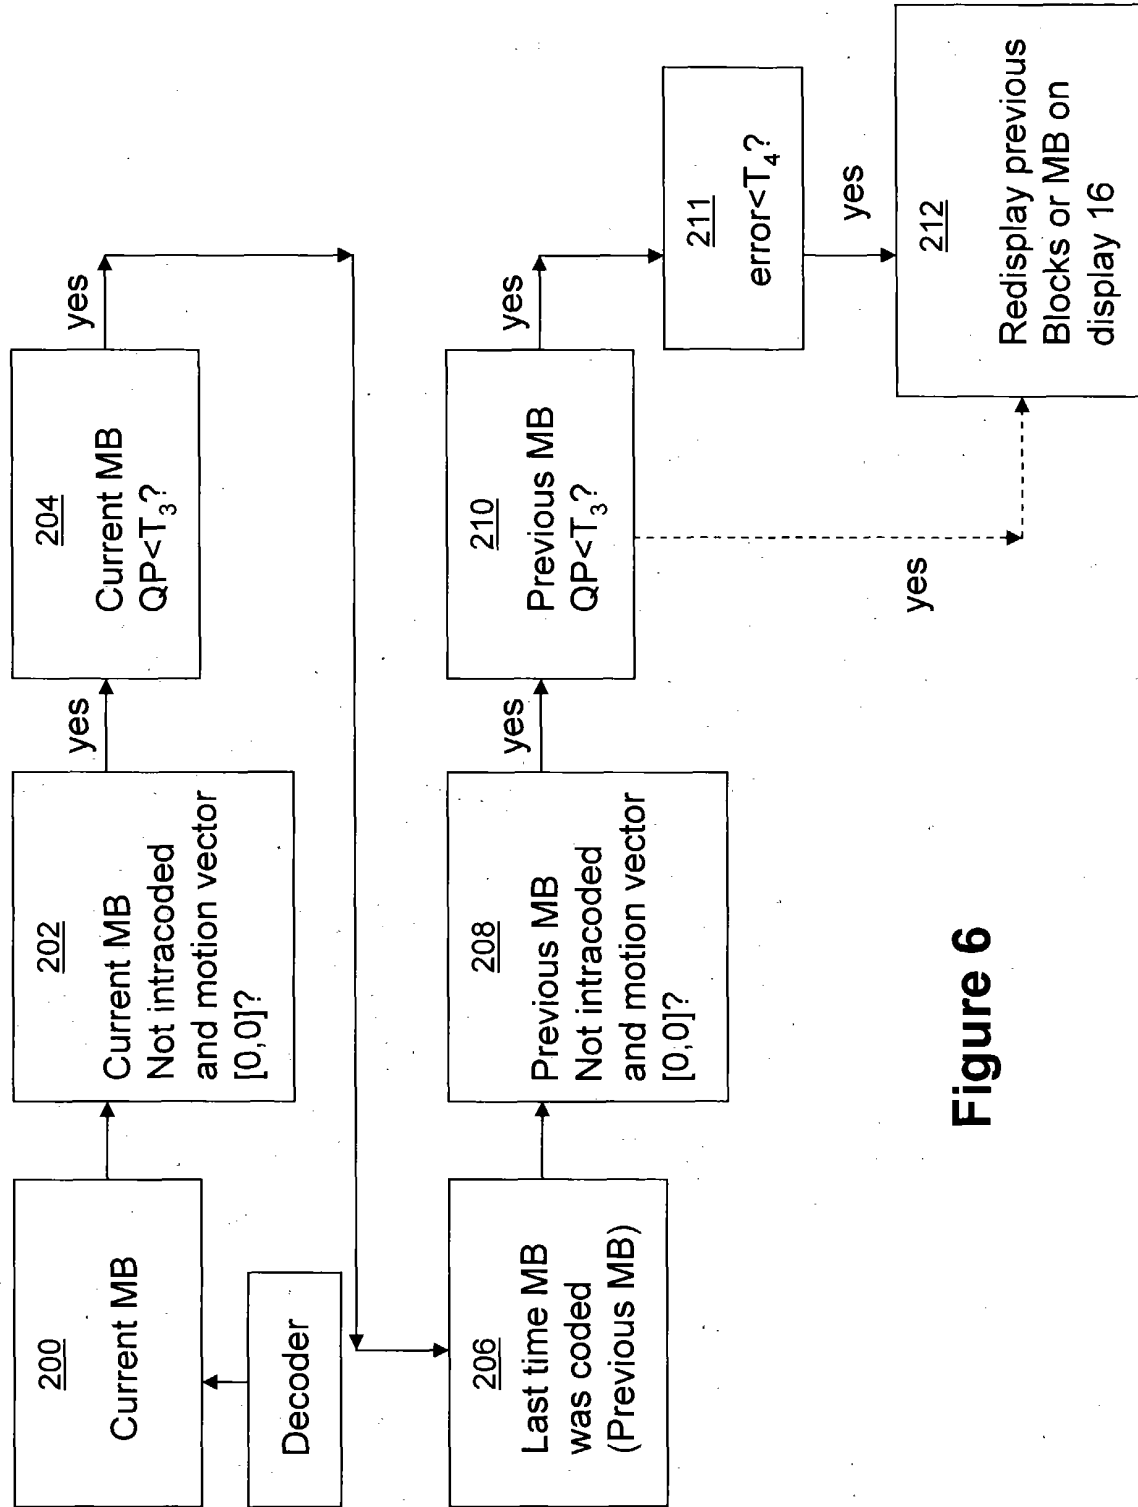 Decoder
200
Current MB
202
Current MB
Not intracoded
and motion vector
[0,0]?
yes
204
Current MB
QP<T3?
yes
206
Last time MB
was coded
(Previous MB)
208
Previous MB
Not intracoded
and motion vector
[0,0]?
yes
210
Previous MB
QP<T3?
yes
yes
211
error<T4?
yes
212
Redisplay previous
Blocks or MB on
display 16
Figure 6